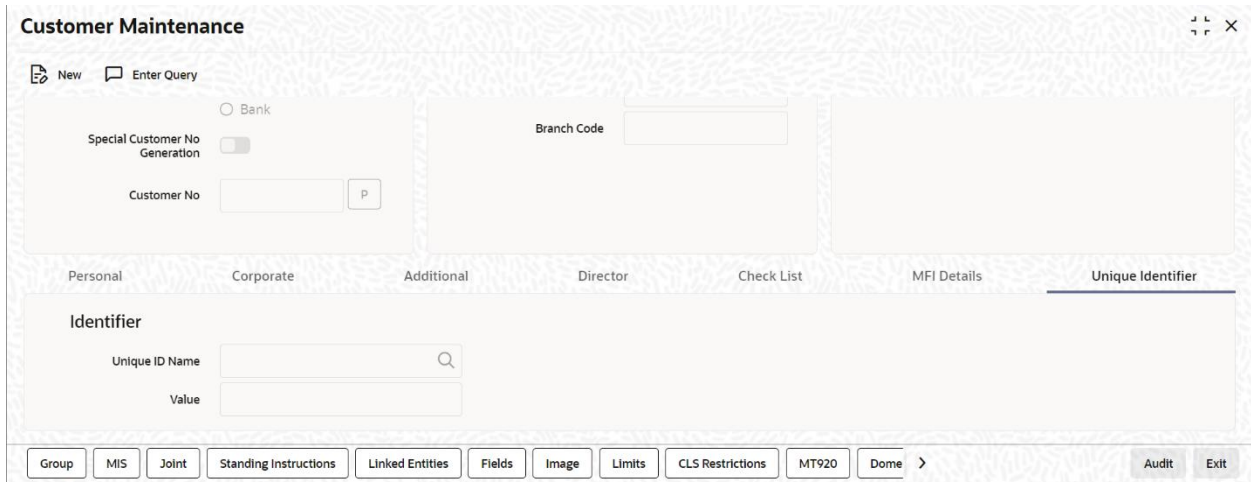 Customer Maintenance
New Enter Query
Bank
Special Customer No
Generation
Customer No P
Branch Code
Personal Corporate Additional Director Check List MFI Details Unique Identifier
Identifier
Unique ID Name
Value
Group MIS Joint Standing Instructions Linked Entities Fields Image Limits CLS Restrictions MT920 Dome Audit Exit